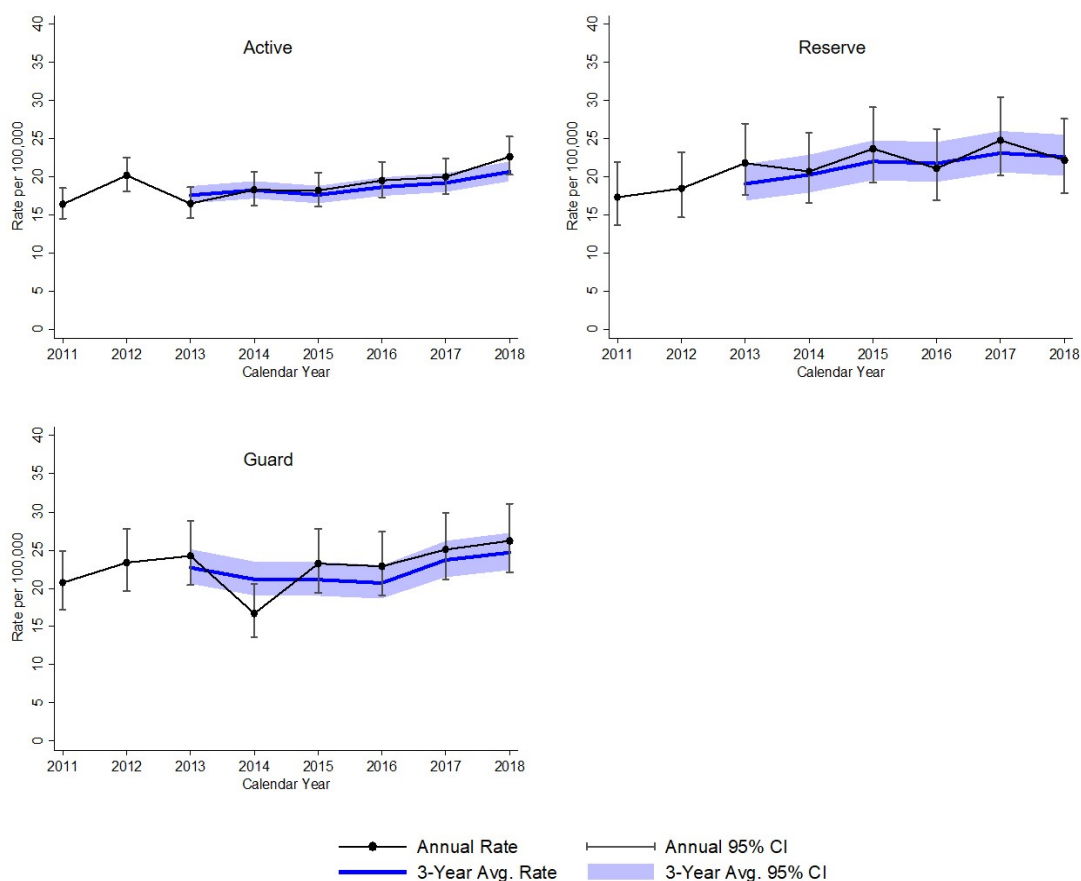 Active
Rate per 100,000
40
35
30
25
20
15
10
5
0
2011 2012 2013 2014 2015 2016 2017 2018
Calendar Year
Reserve
Rate per 100,000
40
35
30
25
20
15
10
5
0
2011 2012 2013 2014 2015 2016 2017 2018
Calendar Year
Guard
Rate per 100,000
40
35
30
25
20
15
10
5
0
2011 2012 2013 2014 2015 2016 2017 2018
Calendar Year
Annual Rate Annual 95% CI
3-Year Avg. Rate 3-Year Avg. 95% CI